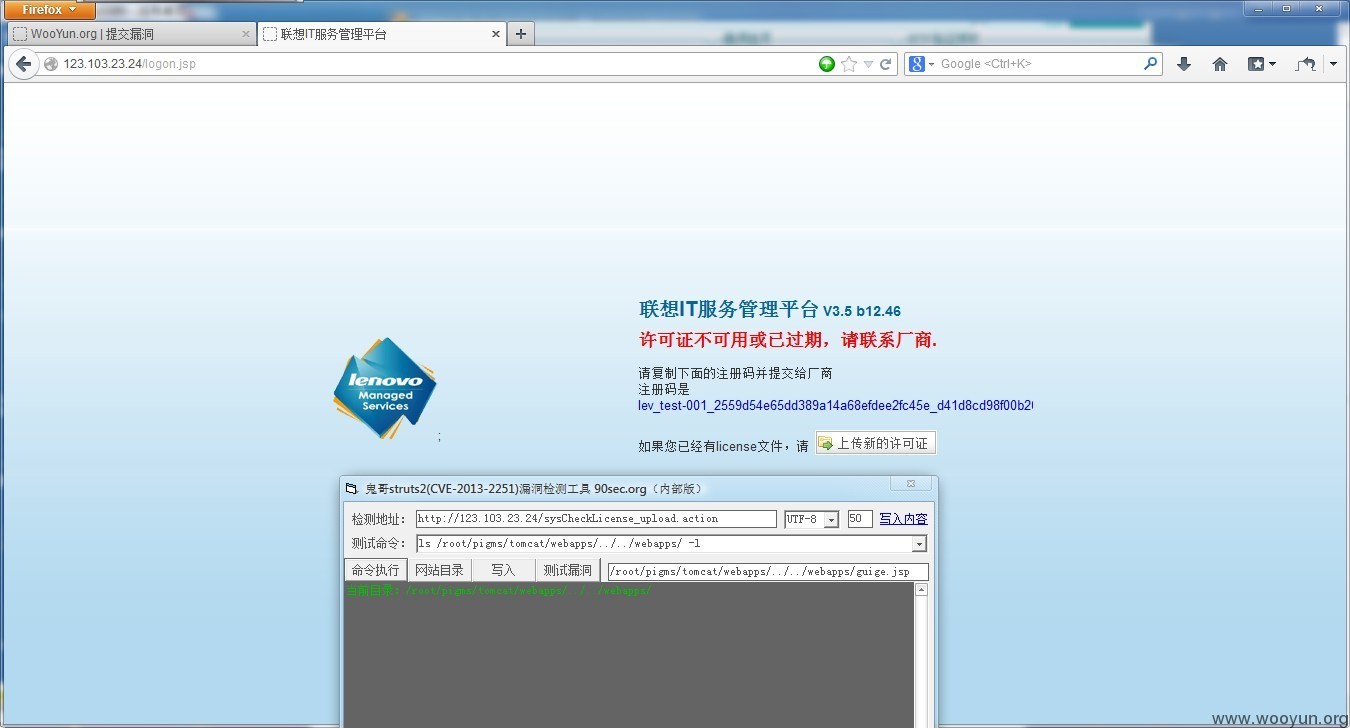 Firefox
WooYun.org | 提交漏洞
联想IT服务管理平台
123.103.23.24/logon.jsp
Google <Ctrl+K>
联想IT服务管理平台 V3.5 b12.46
许可证不可用或已过期，请联系厂商.
请复制下面的注册码并提交给厂商
注册码是
lev_test-001_2559d54e65dd389a14a68efdee2fc45e_d41d8cd98f00b2
如果您已经有license文件，请 上传新的许可证
lenovo
Managed
Services
;
鬼哥struts2(CVE-2013-2251)漏洞检测工具 90sec.org（内部版）
检测地址： http://123.103.23.24/sysCheckLicense_upload.action UTF-8 50 写入内容
测试命令： ls /root/pigms/tomcat/webapps/../../webapps/ -l
命令执行 网站目录 写入 测试漏洞 /root/pigms/tomcat/webapps/../../webapps/guige.jsp
当前目录：/root/pigms/tomcat/webapps/../../webapps/
www.wooyun.org